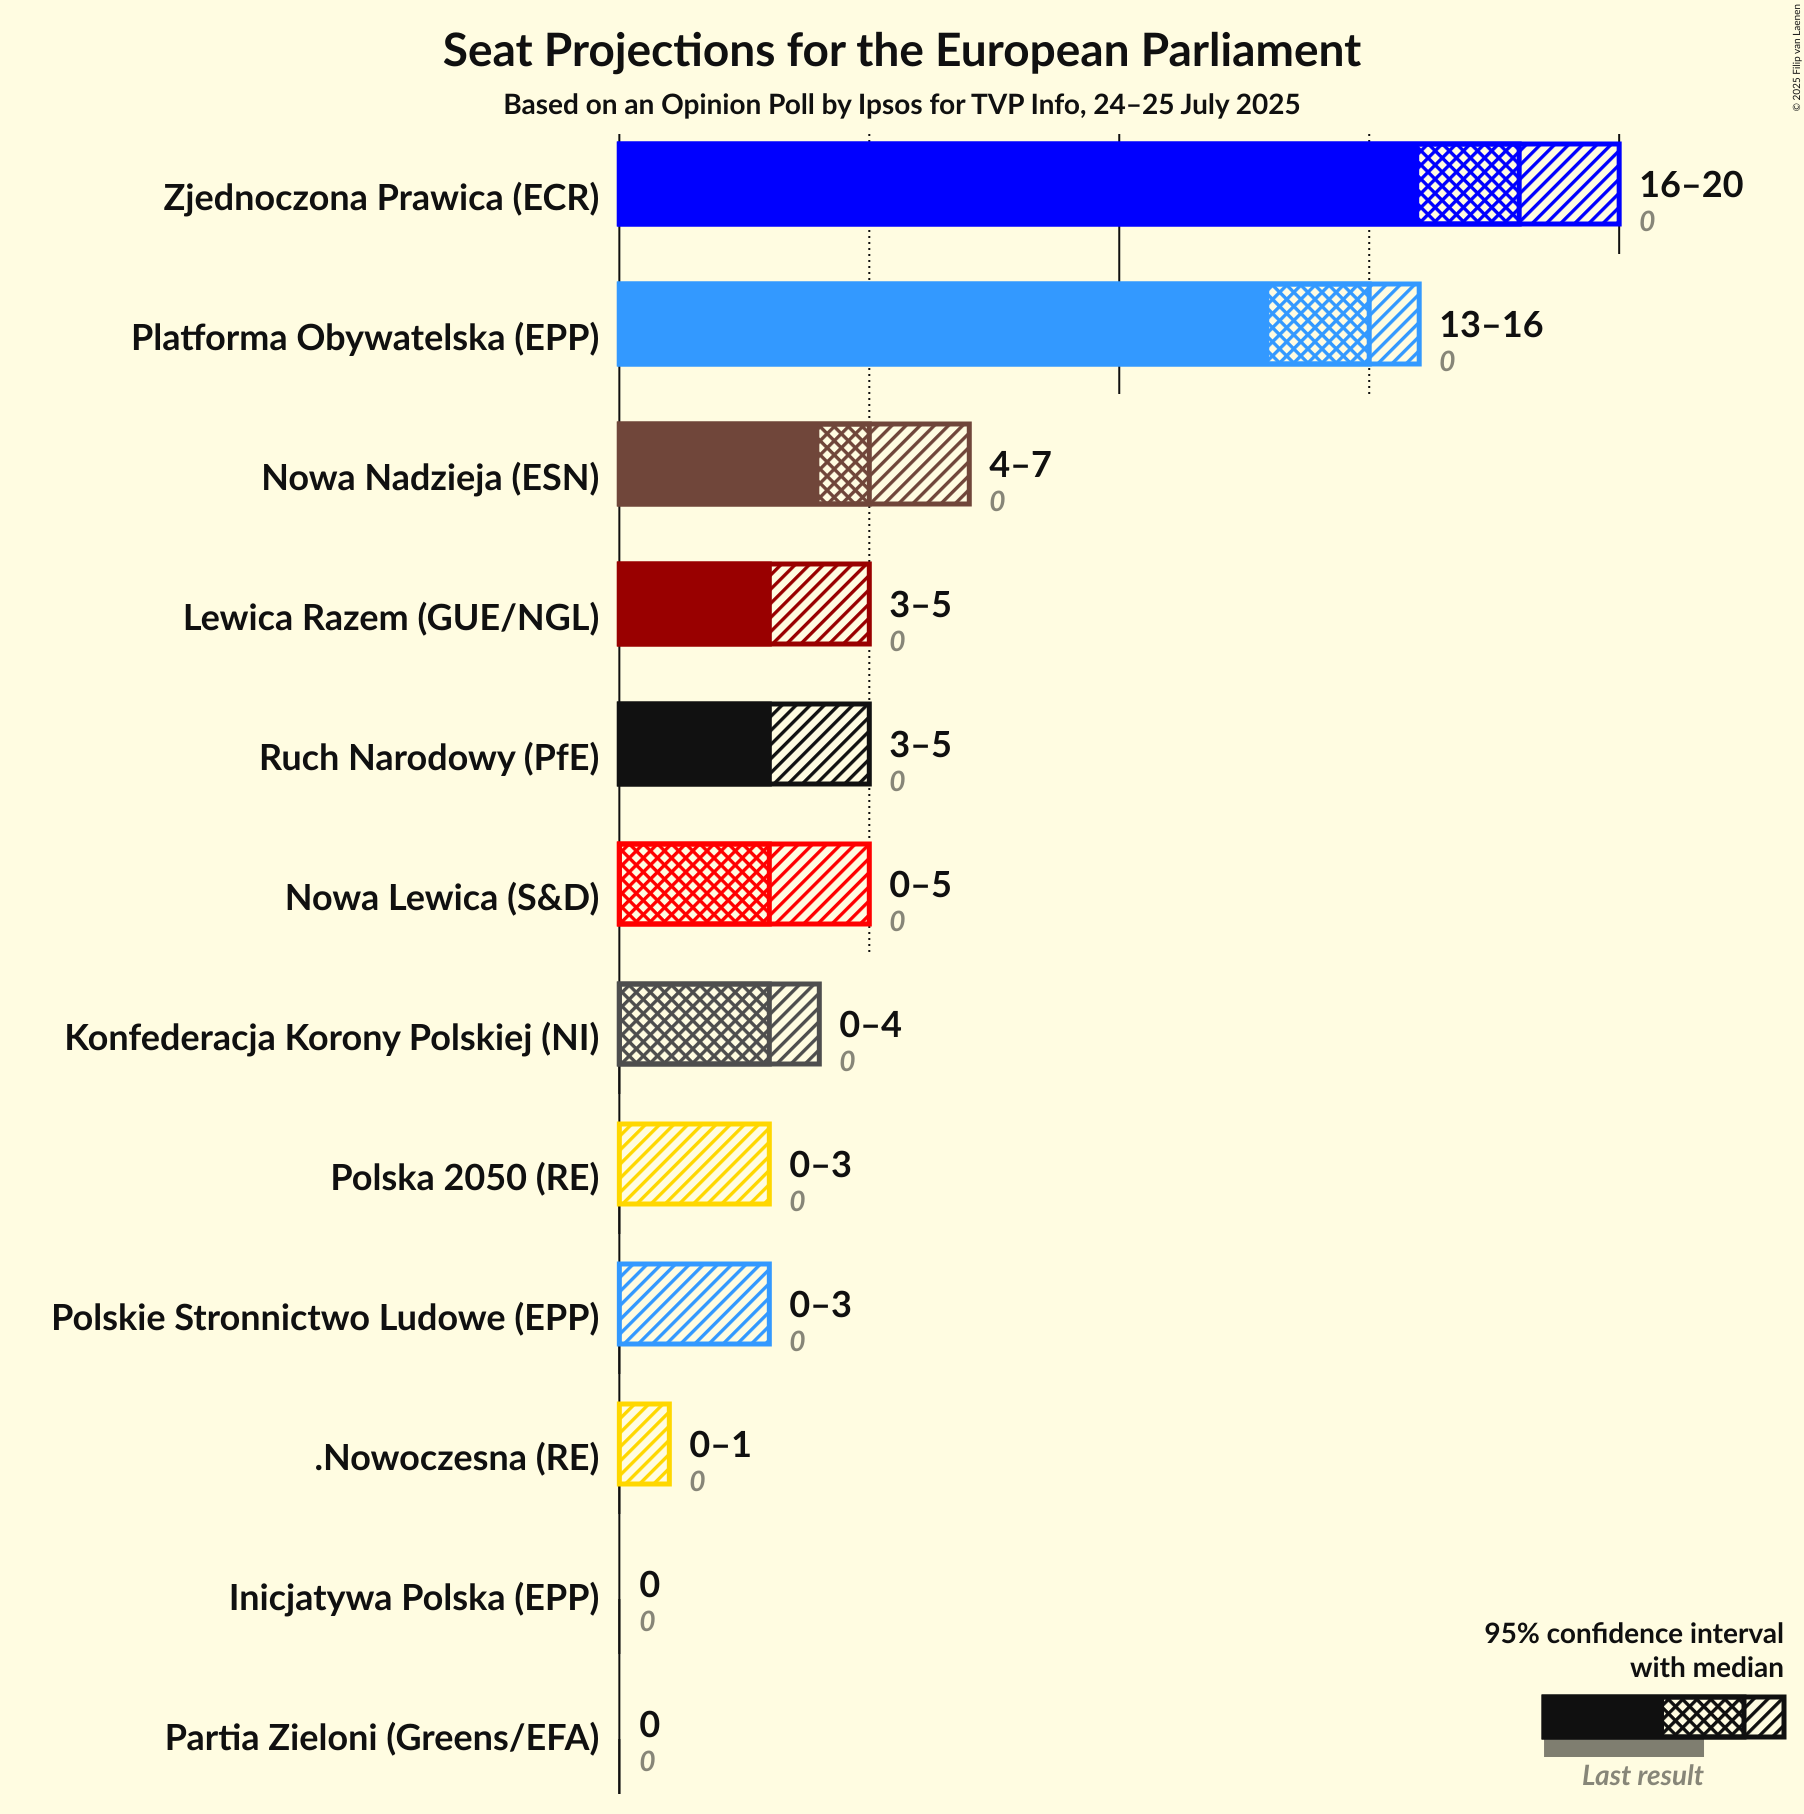 Seat Projections for the European Parliament
Based on an Opinion Poll by Ipsos for TVP Info, 24–25 July 2025
© 2025 Filip van Laenen
Zjednoczona Prawica (ECR)
16–20
0
Platforma Obywatelska (EPP)
13–16
0
Nowa Nadzieja (ESN)
4–7
0
Lewica Razem (GUE/NGL)
3–5
0
Ruch Narodowy (PfE)
3–5
0
Nowa Lewica (S&D)
0–5
0
Konfederacja Korony Polskiej (NI)
0–4
0
Polska 2050 (RE)
0–3
0
Polskie Stronnictwo Ludowe (EPP)
0–3
0
.Nowoczesna (RE)
0–1
0
Inicjatywa Polska (EPP)
0
0
Partia Zieloni (Greens/EFA)
0
0
95% confidence interval
with median
Last result